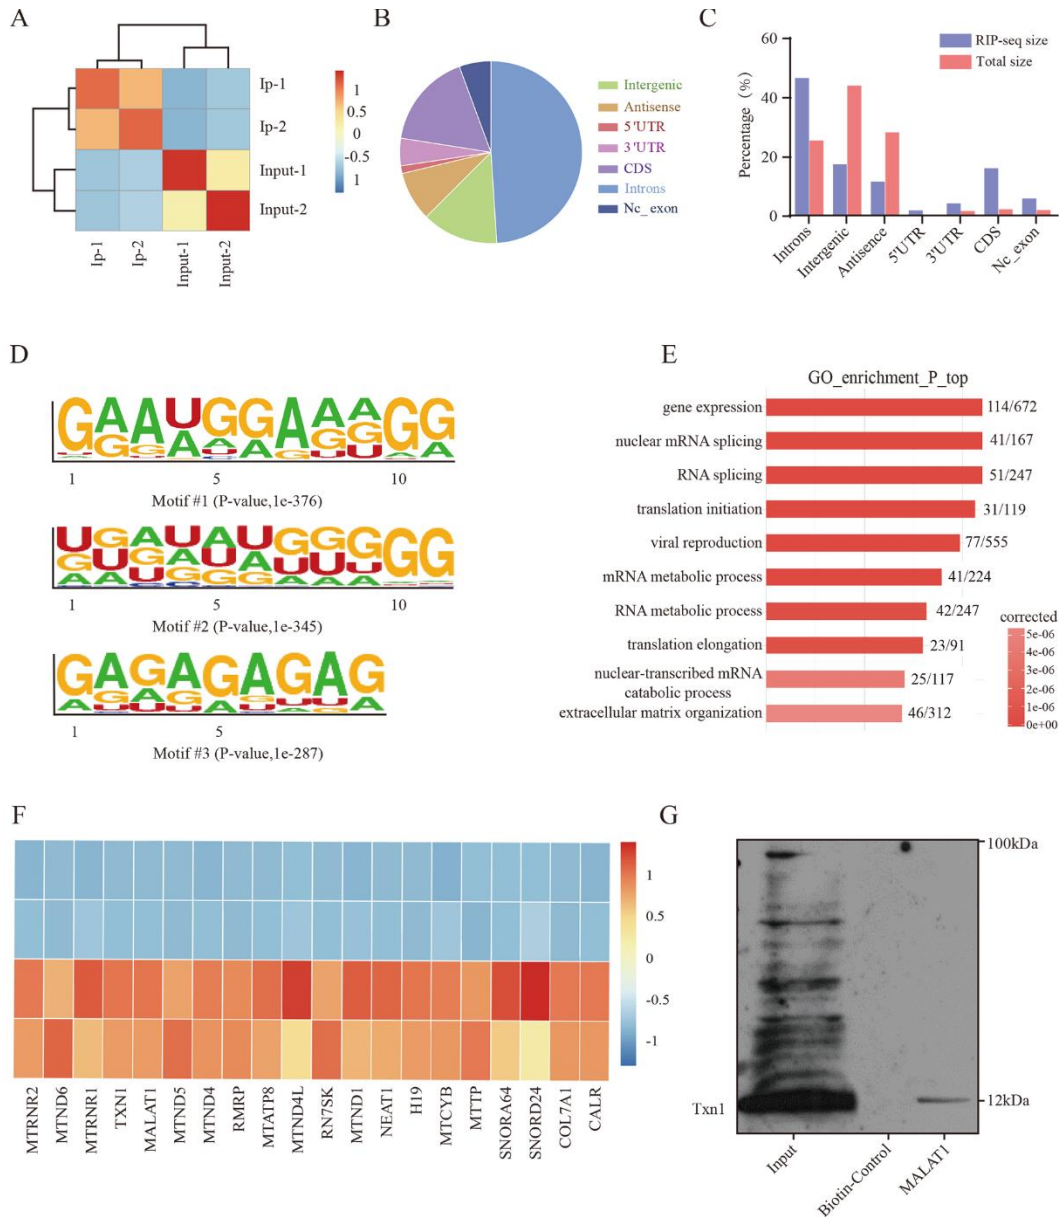 A
Ip-1
Ip-2
Input-1
Input-2
Ip-1
Ip-2
Input-1
Input-2
1
0.5
0
-0.5
1
B
Intergenic
Antisense
5'UTR
3'UTR
CDS
Introns
Nc_exon
C
RIP-seq size
Total size
Percentage (%)
60
40
20
0
Introns
Intergenic
Antisence
5'UTR
3'UTR
CDS
Nc_exon
D
GAAUGGAAAGG
1 5 10
Motif #1 (P-value,1e-376)
UGAUAUGGGGG
1 5 10
Motif #2 (P-value,1e-345)
GAGAGAGAG
1 5
Motif #3 (P-value,1e-287)
E
GO_enrichment_P_top
gene expression 114/672
nuclear mRNA splicing 41/167
RNA splicing 51/247
translation initiation 31/119
viral reproduction 77/555
mRNA metabolic process 41/224
RNA metabolic process 42/247
translation elongation 23/91
nuclear-transcribed mRNA
catabolic process 25/117
extracellular matrix organization 46/312
corrected
5e-06
4e-06
3e-06
2e-06
1e-06
0e+00
F
1
0.5
0
-0.5
-1
MTRNR2
MTND6
MTRNR1
TXN1
MALAT1
MTND5
MTND4
RMRP
MTATP8
MTND4L
RN7SK
MTND1
NEAT1
H19
MTCYB
MTTP
SNORA64
SNORD24
COL7A1
CALR
G
100kDa
Txn1
12kDa
Input
Biotin-Control
MALAT1